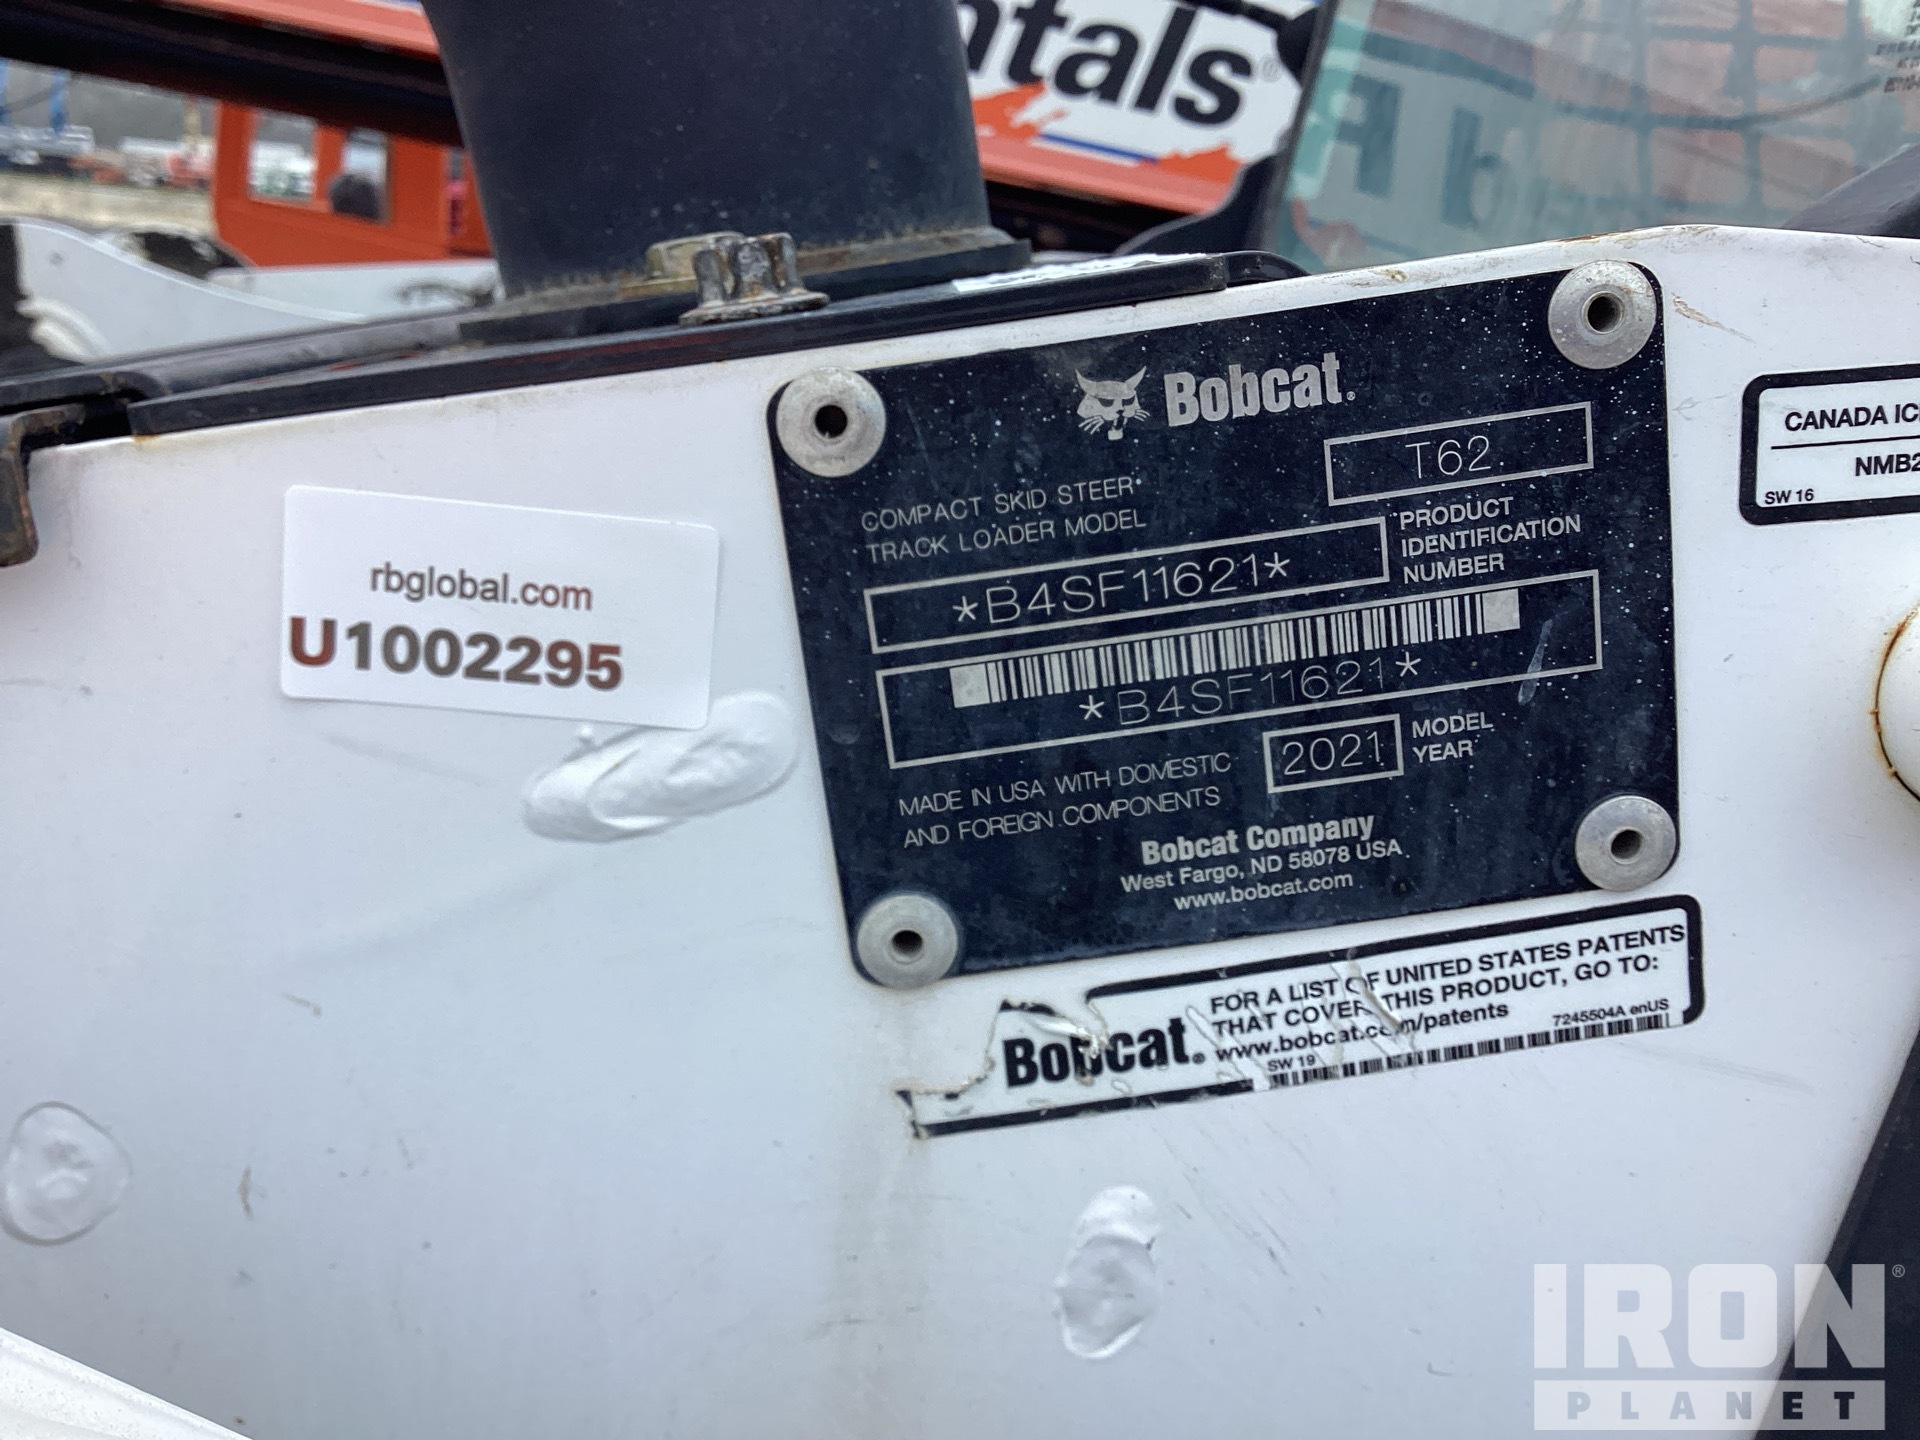 ntals
rbglobal.com
U1002295
Bobcat.
T62
COMPACT SKID STEER
TRACK LOADER MODEL
PRODUCT
IDENTIFICATION
NUMBER
*B4SF11621*
*B4SF11621*
2021
MODEL
YEAR
MADE IN USA WITH DOMESTIC
AND FOREIGN COMPONENTS
Bobcat Company
West Fargo, ND 58078 USA
www.bobcat.com
CANADA IC
NMB2
SW 16
Bobcat.
FOR A LIST OF UNITED STATES PATENTS
THAT COVER THIS PRODUCT, GO TO:
www.bobcat.com/patents
7245504A enUS
SW 19
IRON®
PLANET